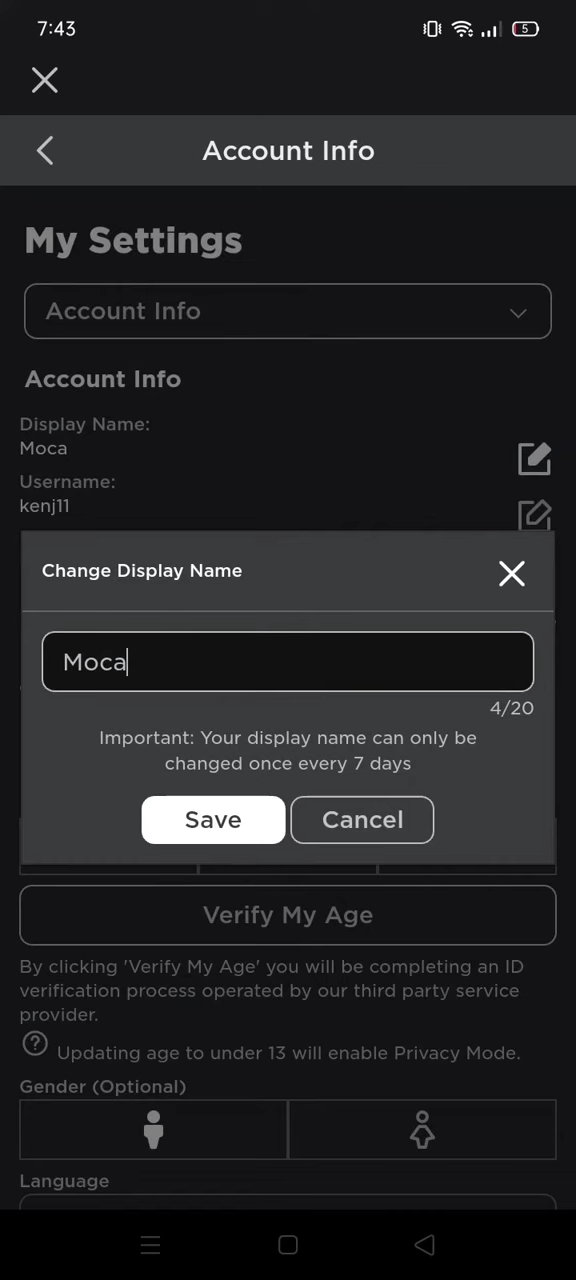 7:43
5
Account Info
My Settings
Account Info
Account Info
Display Name:
Moca
Username:
kenj11
Change Display Name
Moca
4/20
Important: Your display name can only be
changed once every 7 days
Save
Cancel
Verify My Age
By clicking 'Verify My Age' you will be completing an ID
verification process operated by our third party service
provider.
Updating age to under 13 will enable Privacy Mode.
Gender (Optional)
Language